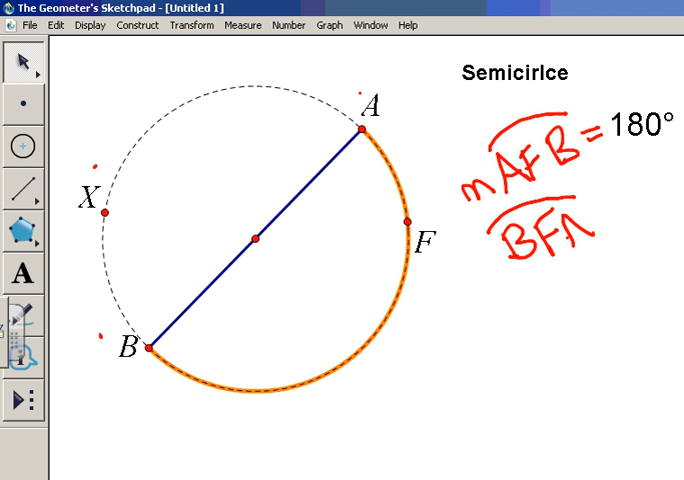 The Geometer's Sketchpad - [Untitled 1]
File Edit Display Construct Transform Measure Number Graph Window Help
Semicirlce
A
mAFB = 180°
X
BFA
F
B
A